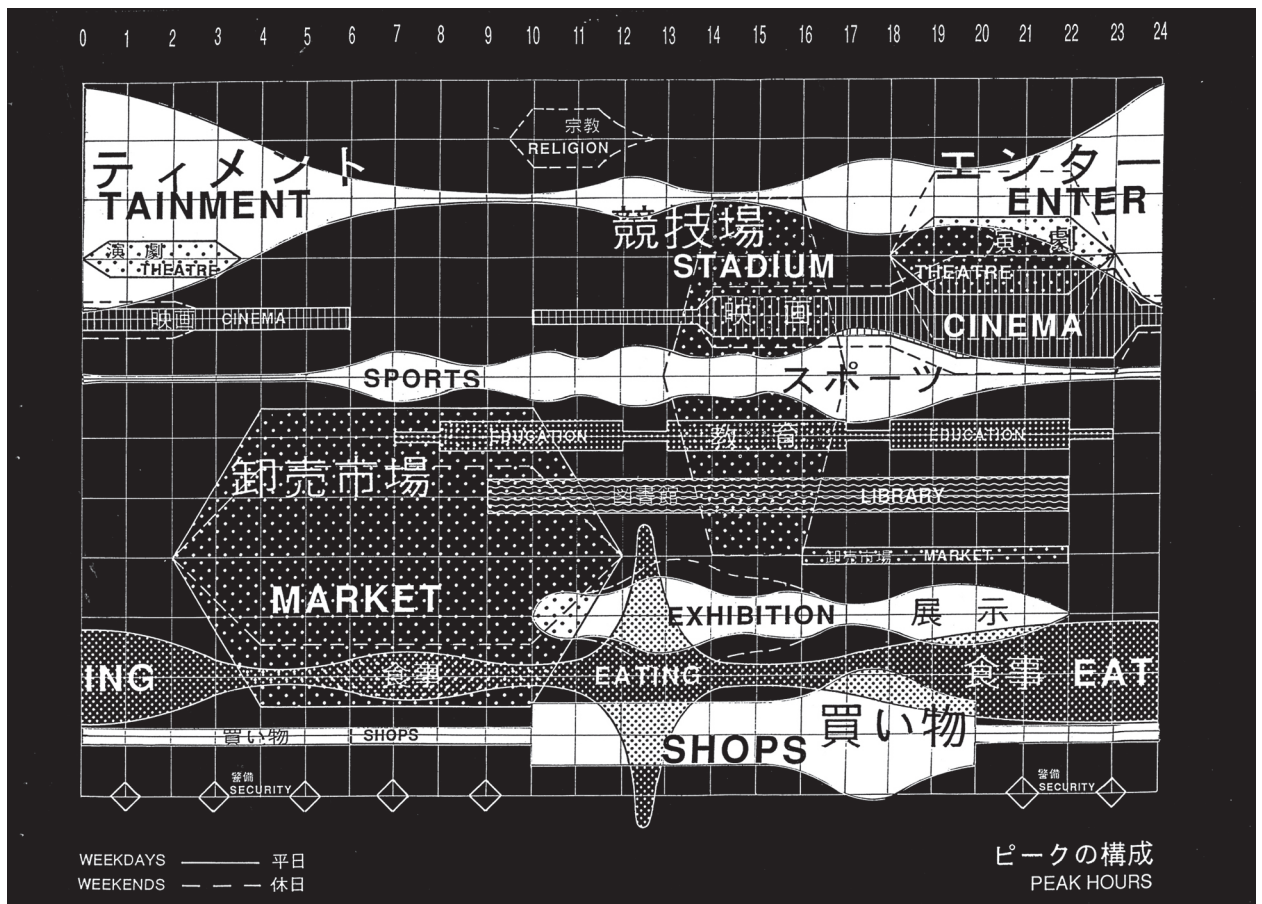 0 1 2 3 4 5 6 7 8 9 10 11 12 13 14 15 16 17 18 19 20 21 22 23 24
宗教
RELIGION
ティメント
TAINMENT
エンター
ENTER
競技場
STADIUM
演劇
THEATRE
演劇
THEATRE
映画 CINEMA
映画
CINEMA
SPORTS
スポーツ
EDUCATION
教育
EDUCATION
卸売市場
図書館
LIBRARY
卸売市場 MARKET
MARKET
EXHIBITION
展示
ING
食事
EATING
食事
EAT
買い物
SHOPS
SHOPS
買い物
警備
SECURITY
警備
SECURITY
WEEKDAYS 平日
WEEKENDS 休日
ピークの構成
PEAK HOURS